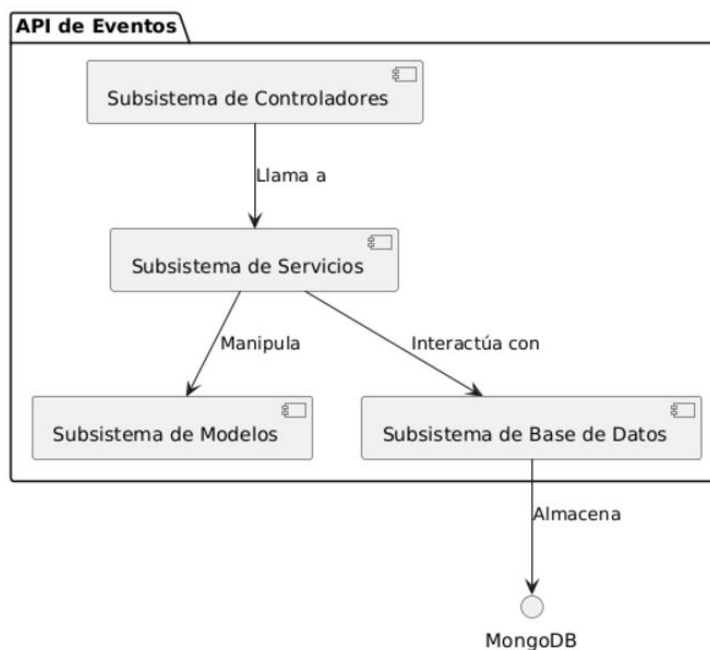 API de Eventos
Subsistema de Controladores
Llama a
Subsistema de Servicios
Manipula
Interactúa con
Subsistema de Modelos
Subsistema de Base de Datos
Almacena
MongoDB